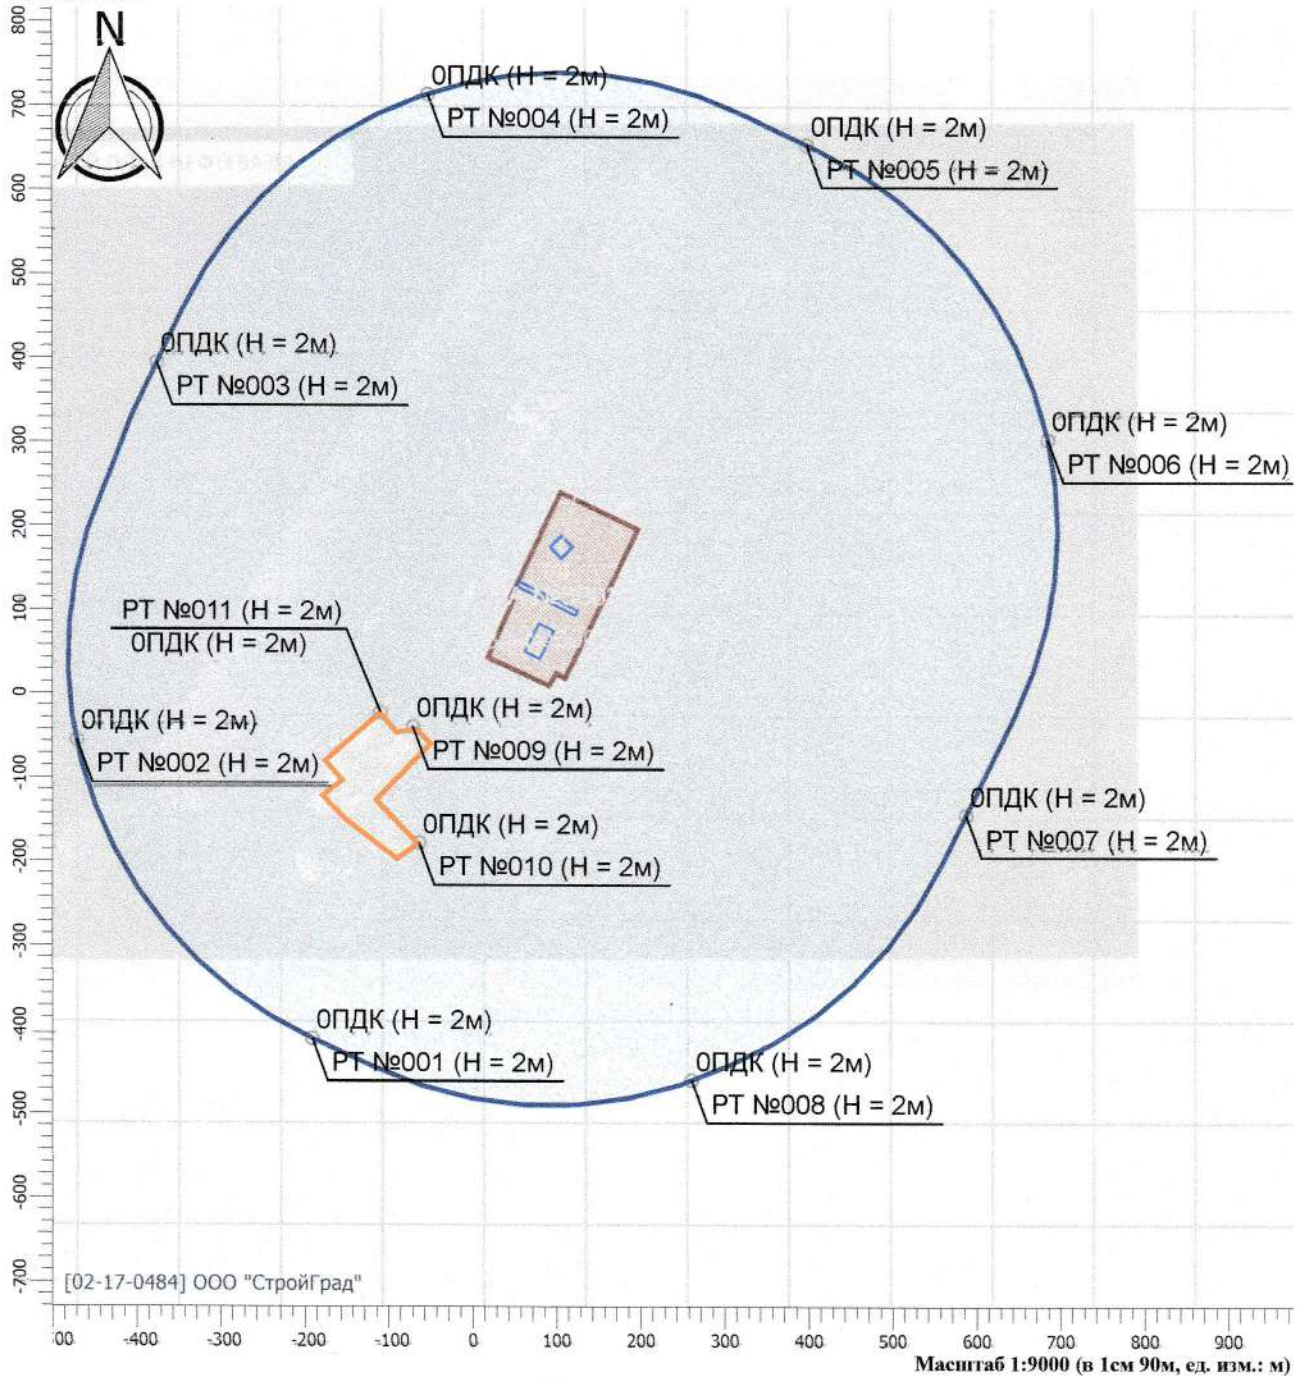 N
0ПДК (Н = 2м)
РТ №004 (Н = 2м)
0ПДК (Н = 2м)
РТ №005 (Н = 2м)
0ПДК (Н = 2м)
РТ №003 (Н = 2м)
0ПДК (Н = 2м)
РТ №006 (Н = 2м)
РТ №011 (Н = 2м)
0ПДК (Н = 2м)
0ПДК (Н = 2м)
РТ №002 (Н = 2м)
0ПДК (Н = 2м)
РТ №009 (Н = 2м)
0ПДК (Н = 2м)
РТ №010 (Н = 2м)
0ПДК (Н = 2м)
РТ №007 (Н = 2м)
0ПДК (Н = 2м)
РТ №001 (Н = 2м)
0ПДК (Н = 2м)
РТ №008 (Н = 2м)
800
700
600
500
400
300
200
100
0
-100
-200
-300
-400
-500
-600
-700
[02-17-0484] ООО "СтройГрад"
00 -400 -300 -200 -100 0 100 200 300 400 500 600 700 800 900
Масштаб 1:9000 (в 1см 90м, ед. изм.: м)